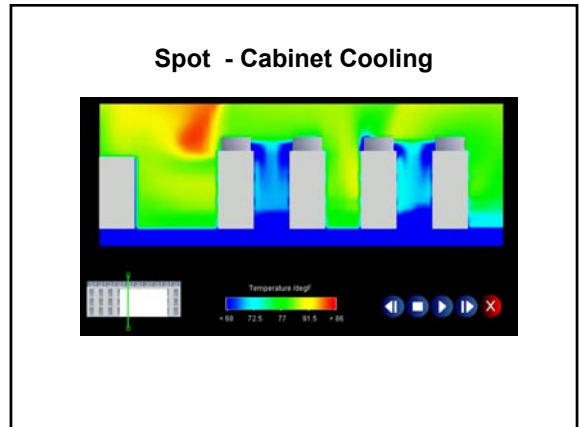 Spot - Cabinet Cooling
Temperature /degF
< 68 72.5 77 81.5 > 86
X